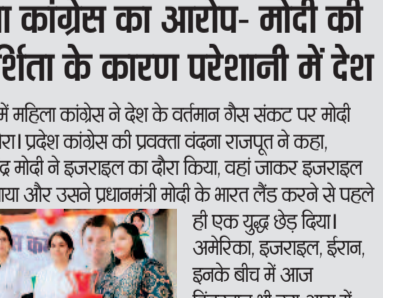 कांग्रेस का आरोप- मोदी की
के कारण परेशानी में देश
में महिला कांग्रेस ने देश के वर्तमान गैस संकट पर मोदी
प्रदेश कांग्रेस की प्रवक्ता वंदना राजपूत ने कहा,
मोदी ने इजराइल का दौरा किया, वहां जाकर इजराइल
और उसने प्रधानमंत्री मोदी के भारत लैंड करने से पहले
ही एक युद्ध छेड़ दिया।
अमेरिका, इजराइल, ईरान,
इनके बीच में आज